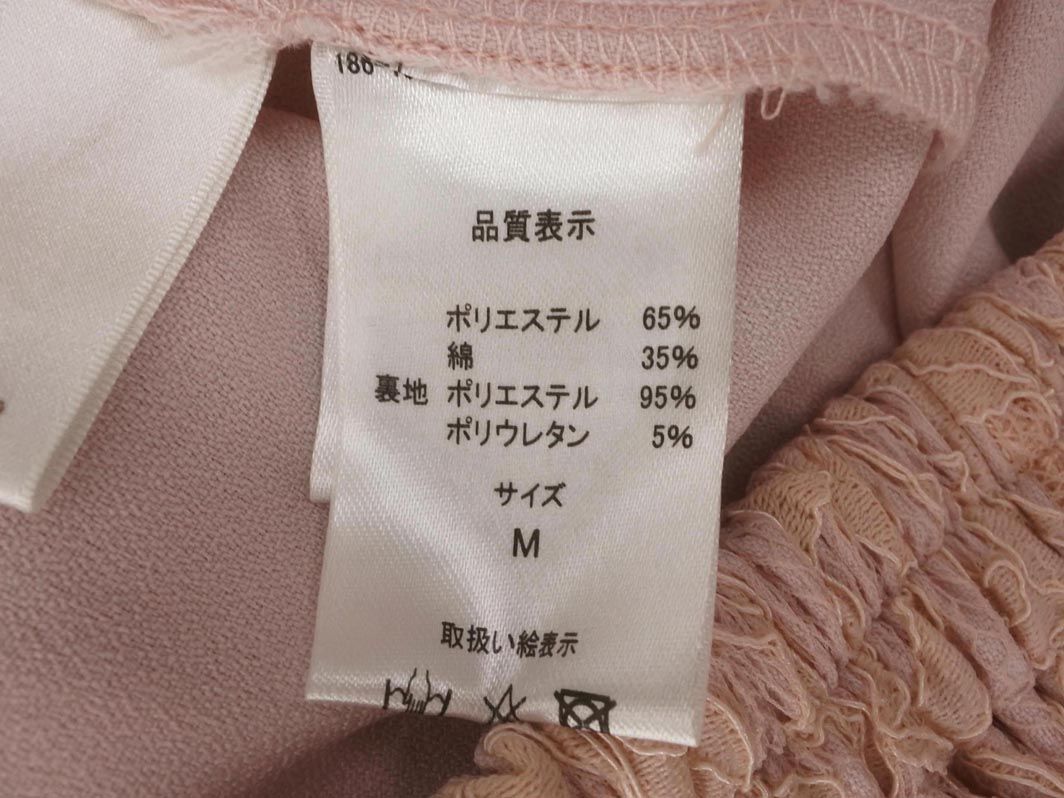 品質表示
ポリエステル 65%
綿 35%
裏地 ポリエステル 95%
ポリウレタン 5%
サイズ
M
取扱い絵表示